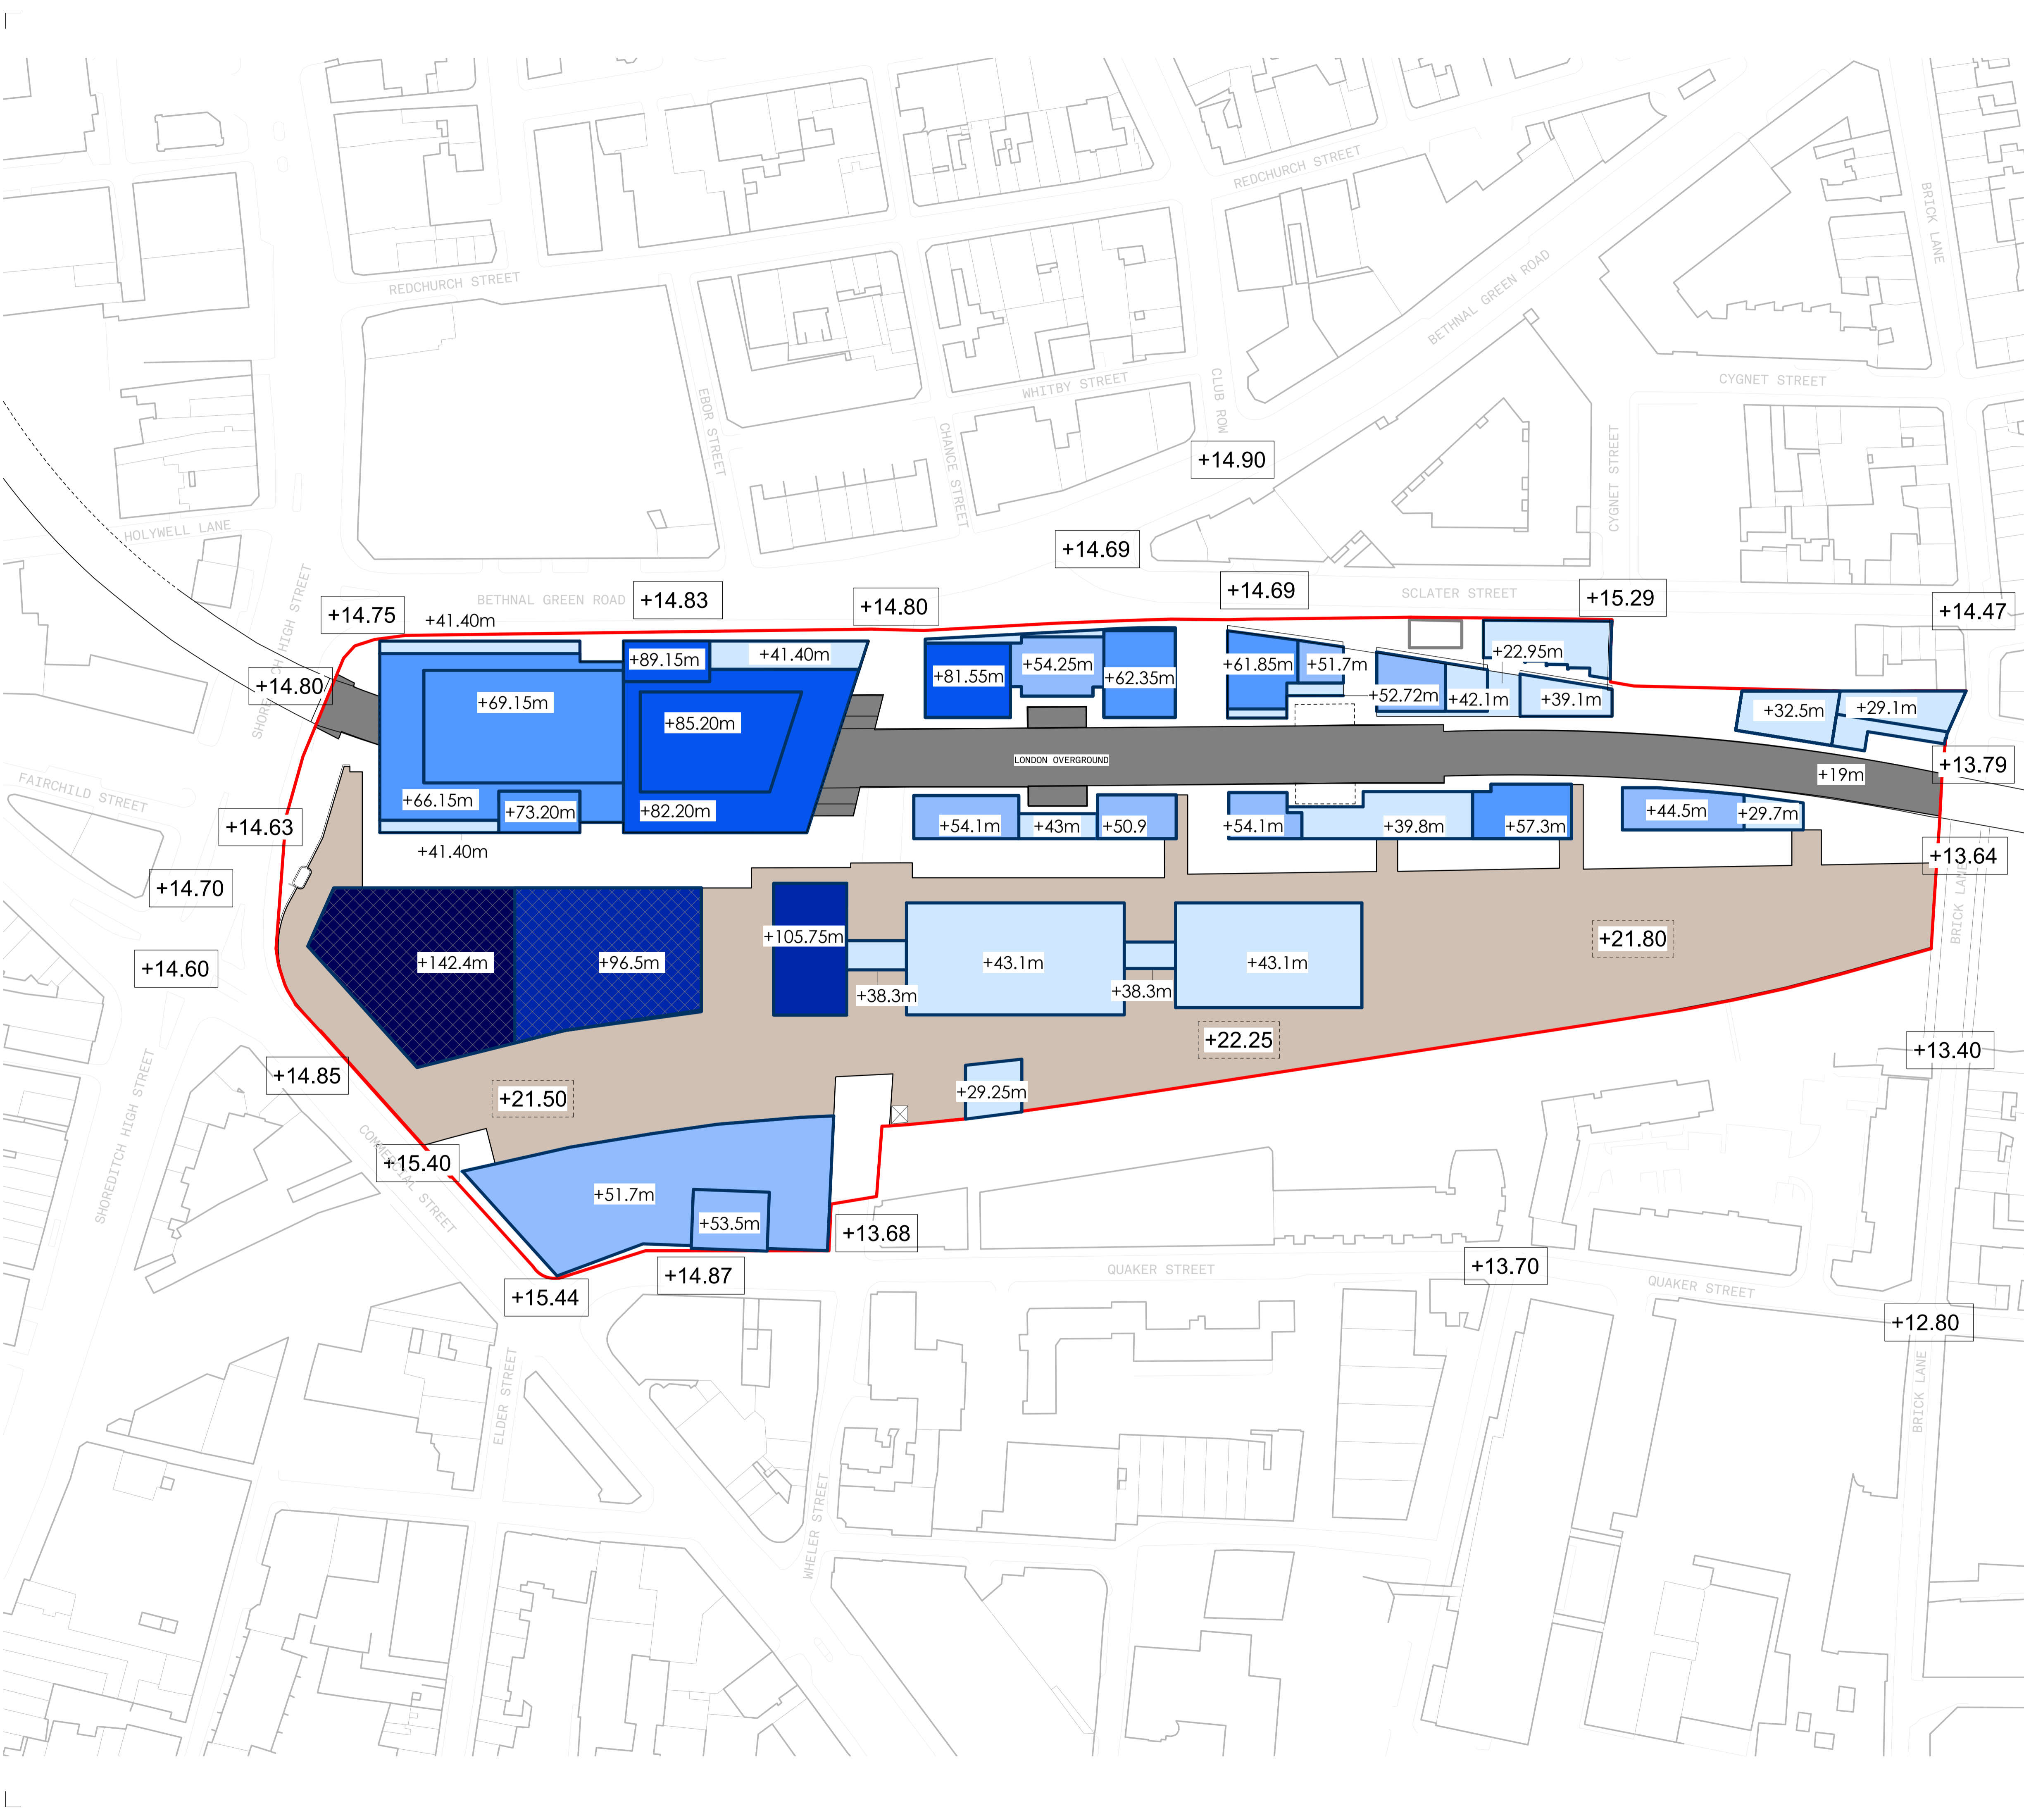 REDCHURCH STREET
BRICK LANE
REDCHURCH STREET
BETHNAL GREEN ROAD
WHITBY STREET
CYGNET STREET
EBOR STREET
CLUB ROW
CHANCE STREET
CYGNET STREET
+14.90
HOLYWELL LANE
+14.69
SHOREDITCH HIGH STREET
BETHNAL GREEN ROAD
+14.83
+14.80
+14.69
SCLATER STREET
+15.29
+14.47
+14.75
+41.40m
+89.15m
+41.40m
+81.55m
+54.25m
+62.35m
+61.85m
+51.7m
+22.95m
+14.80
+69.15m
+85.20m
+52.72m
+42.1m
+39.1m
+32.5m
+29.1m
LONDON OVERGROUND
+19m
+13.79
FAIRCHILD STREET
+66.15m
+73.20m
+82.20m
+54.1m
+43m
+50.9
+54.1m
+39.8m
+57.3m
+44.5m
+29.7m
+14.63
+41.40m
+13.64
+14.70
BRICK LANE
+142.4m
+96.5m
+105.75m
+43.1m
+43.1m
+21.80
+14.60
+38.3m
+38.3m
+22.25
+13.40
+14.85
+21.50
+29.25m
SHOREDITCH HIGH STREET
COMMERCIAL STREET
+15.40
+51.7m
+53.5m
+13.68
+14.87
+15.44
QUAKER STREET
+13.70
QUAKER STREET
+12.80
ELDER STREET
BRICK LANE
WHELER STREET